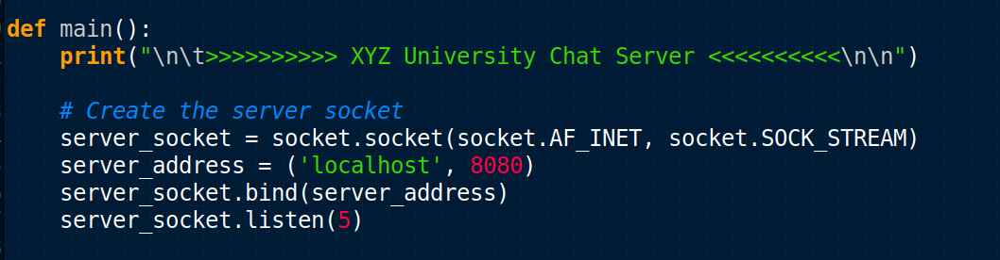 def main():
    print("\n\t>>>>>>>>>> XYZ University Chat Server <<<<<<<<<<\n\n")
    # Create the server socket
    server_socket = socket.socket(socket.AF_INET, socket.SOCK_STREAM)
    server_address = ('localhost', 8080)
    server_socket.bind(server_address)
    server_socket.listen(5)